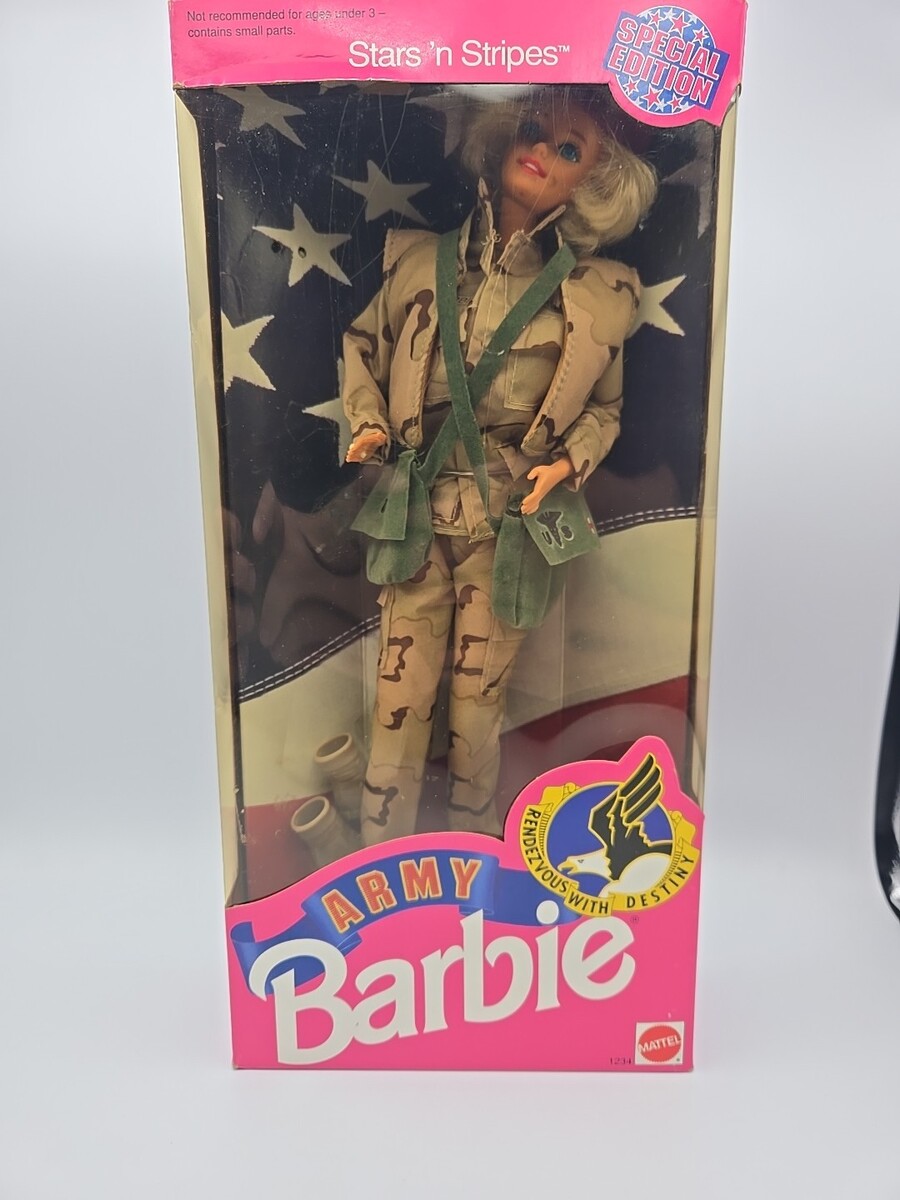 Not recommended for ages under 3 –
contains small parts.
Stars 'n Stripes™
SPECIAL
EDITION
US
RENDEZVOUS WITH DESTINY
ARMY
Barbie®
1234
MATTEL